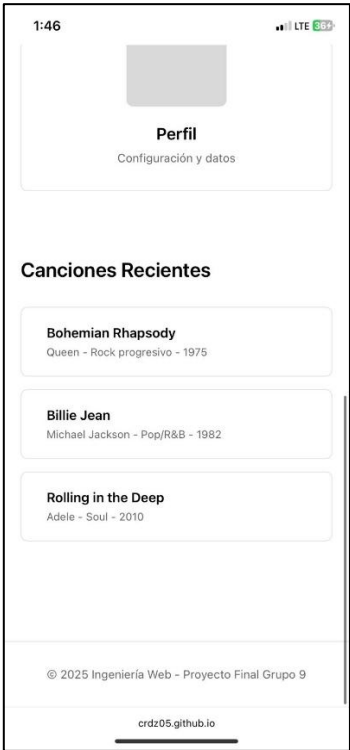 1:46
LTE 36
Perfil
Configuración y datos
Canciones Recientes
Bohemian Rhapsody
Queen - Rock progresivo - 1975
Billie Jean
Michael Jackson - Pop/R&B - 1982
Rolling in the Deep
Adele - Soul - 2010
© 2025 Ingeniería Web - Proyecto Final Grupo 9
crdz05.github.io